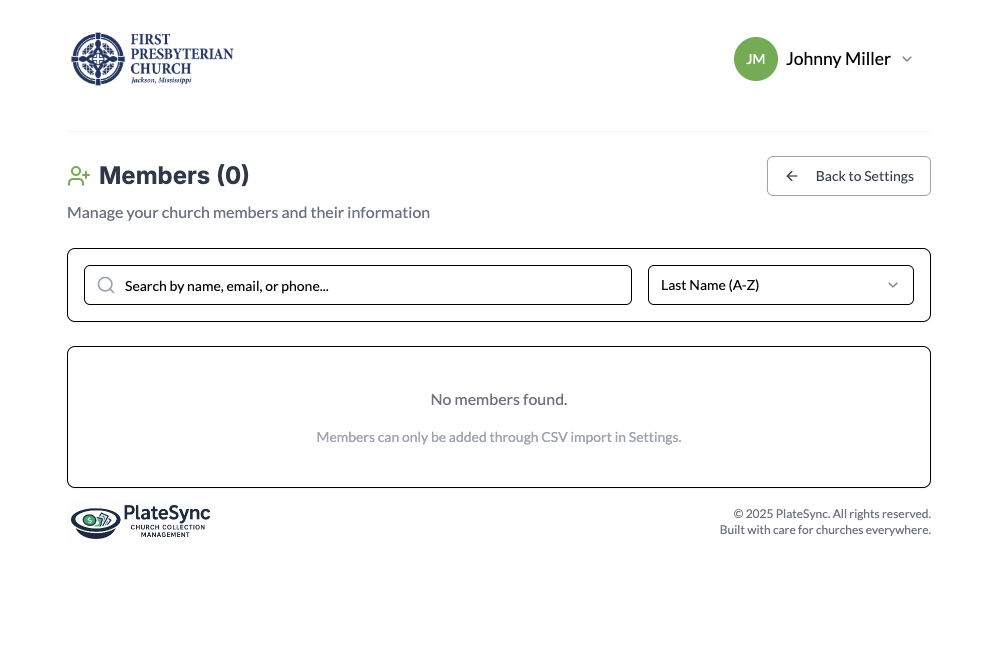 FIRST
PRESBYTERIAN
CHURCH
Jackson, Mississippi
JM
Johnny Miller
Members (0)
Back to Settings
Manage your church members and their information
Search by name, email, or phone...
Last Name (A-Z)
No members found.
Members can only be added through CSV import in Settings.
PlateSync
CHURCH COLLECTION
MANAGEMENT
© 2025 PlateSync. All rights reserved.
Built with care for churches everywhere.